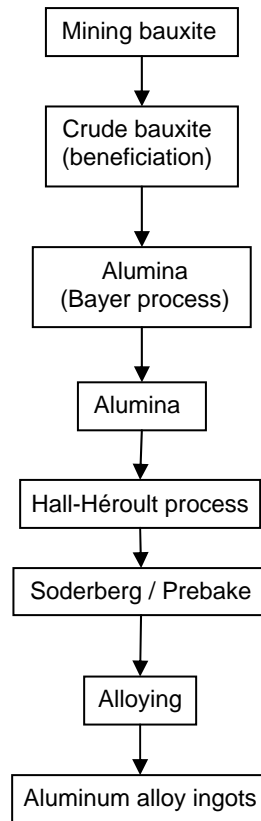 Mining bauxite
Crude bauxite
(beneficiation)
Alumina
(Bayer process)
Alumina
Hall-Héroult process
Soderberg / Prebake
Alloying
Aluminum alloy ingots